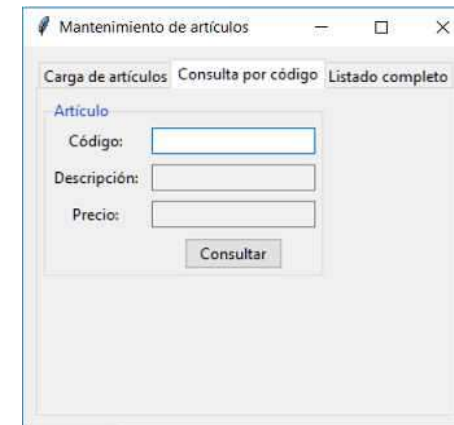 Mantenimiento de artículos
Carga de artículos Consulta por código Listado completo
Artículo
Código:
Descripción:
Precio:
Consultar